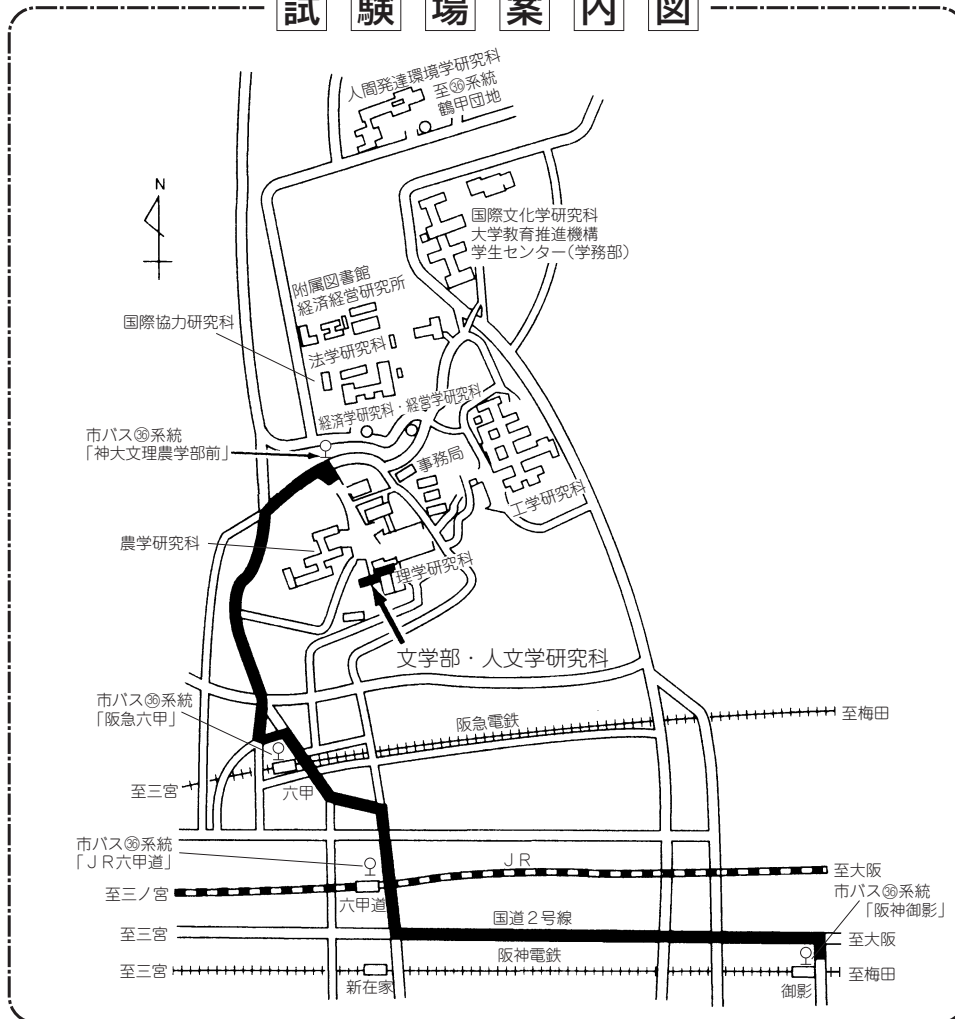 試験場案内図
人間発達環境学研究科
至㊱系統
鶴甲団地
N
国際文化学研究科
大学教育推進機構
学生センター(学務部)
附属図書館
経済経営研究所
国際協力研究科
法学研究科
経済学研究科・経営学研究科
市バス㊱系統
「神大文理農学部前」
事務局
工学研究科
農学研究科
理学研究科
文学部・人文学研究科
市バス㊱系統
「阪急六甲」
阪急電鉄
至梅田
至三宮
六甲
市バス㊱系統
「JR六甲道」
JR
至大阪
至三ノ宮
六甲道
市バス㊱系統
「阪神御影」
国道2号線
至三宮
至大阪
阪神電鉄
至三宮
新在家
御影
至梅田